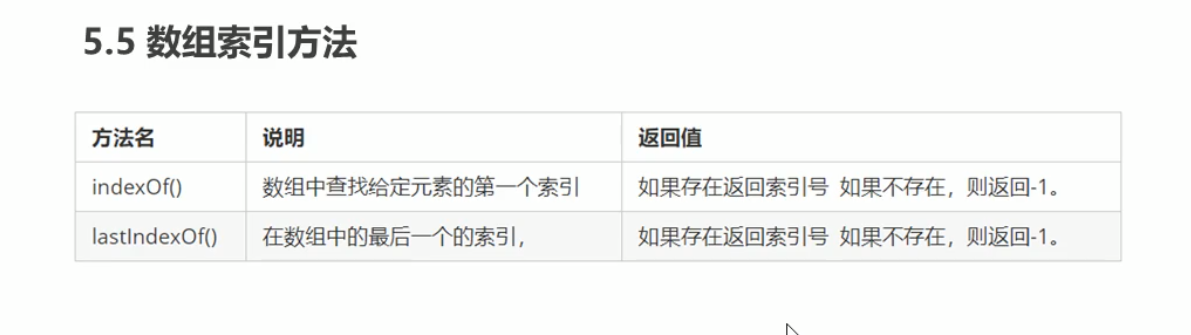 5.5 数组索引方法
方法名 说明 返回值
indexOf() 数组中查找给定元素的第一个索引 如果存在返回索引号 如果不存在，则返回-1。
lastIndexOf() 在数组中的最后一个的索引， 如果存在返回索引号 如果不存在，则返回-1。